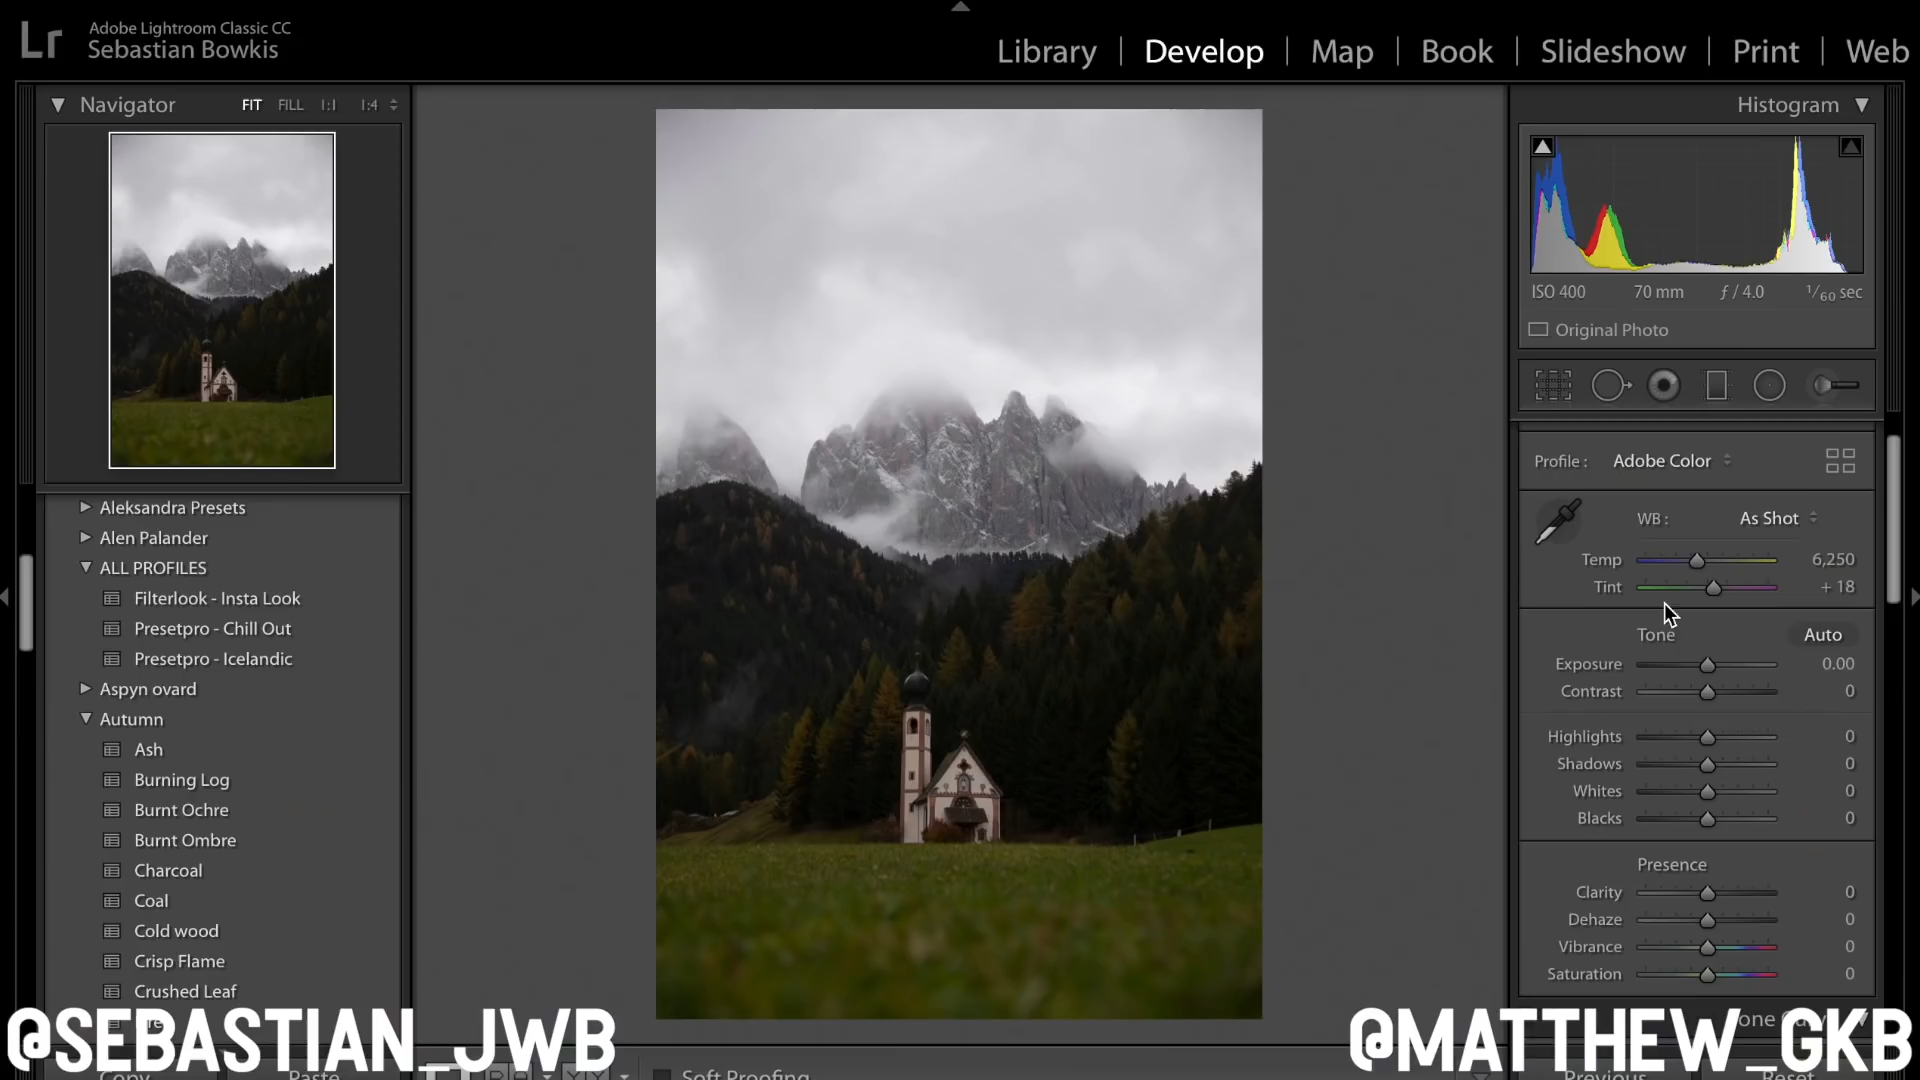 Lr
Adobe Lightroom Classic CC
Sebastian Bowkis
Library | Develop | Map | Book | Slideshow | Print | Web
Navigator FIT FILL 1:1 1:4
Aleksandra Presets
Alen Palander
ALL PROFILES
Filterlook - Insta Look
Presetpro - Chill Out
Presetpro - Icelandic
Aspyn ovard
Autumn
Ash
Burning Log
Burnt Ochre
Burnt Ombre
Charcoal
Coal
Cold wood
Crisp Flame
Crushed Leaf
Histogram
ISO 400 70 mm ƒ / 4.0 1/60 sec
Original Photo
Profile : Adobe Color
WB : As Shot
Temp 6,250
Tint + 18
Tone Auto
Exposure 0.00
Contrast 0
Highlights 0
Shadows 0
Whites 0
Blacks 0
Presence
Clarity 0
Dehaze 0
Vibrance 0
Saturation 0
@SEBASTIAN_JWB
@MATTHEW_GKB
Copy Paste Soft Proofing Previous Reset